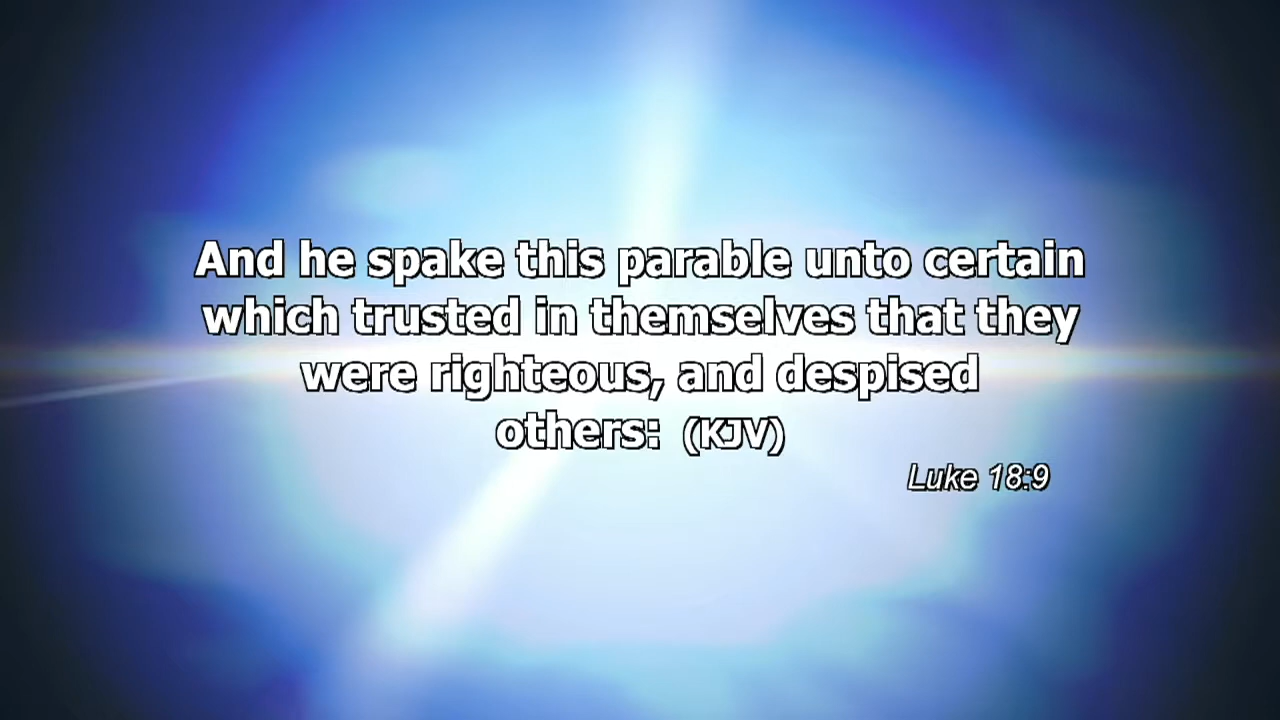 And he spake this parable unto certain
which trusted in themselves that they
were righteous, and despised
others: (KJV)
Luke 18:9